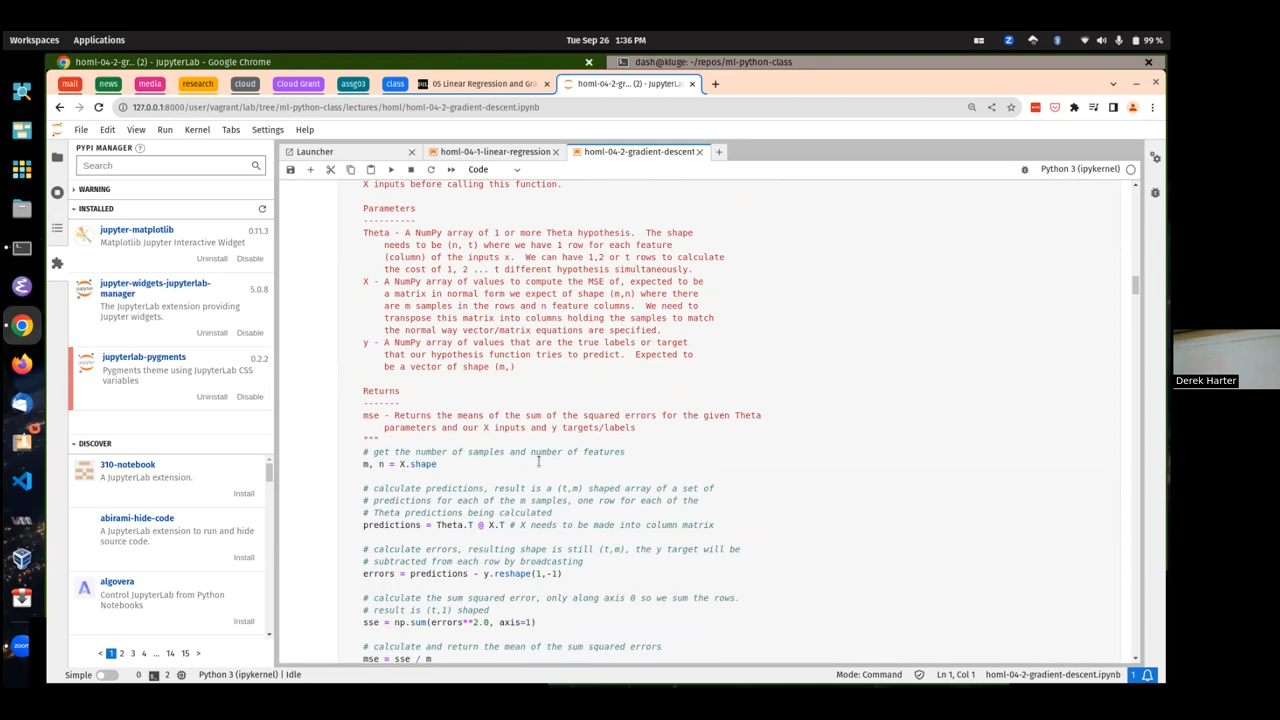 Workspaces Applications Tue Sep 26 1:36 PM 99 %
homl-04-2-gr... (2) - JupyterLab - Google Chrome dash@kluge: ~/repos/ml-python-class
mail news media research cloud Cloud Grant assg03 class 05 Linear Regression and Gra homl-04-2-gr... (2) - JupyterLab
127.0.0.1:8000/user/vagrant/lab/tree/ml-python-class/lectures/homl/homl-04-2-gradient-descent.ipynb
File Edit View Run Kernel Tabs Settings Help
PYPI MANAGER ?
Launcher homl-04-1-linear-regression homl-04-2-gradient-descent
Search
Code Python 3 (ipykernel)
WARNING
INSTALLED
jupyter-matplotlib 0.11.3
Matplotlib Jupyter Interactive Widget
Uninstall Disable
jupyter-widgets-jupyterlab-manager 5.0.8
The JupyterLab extension providing Jupyter widgets.
Uninstall Disable
jupyterlab-pygments 0.2.2
Pygments theme using JupyterLab CSS variables
Uninstall Disable
DISCOVER
310-notebook
A JupyterLab extension.
Install
abirami-hide-code
A JupyterLab extension to run and hide source code.
Install
algovera
Control JupyterLab from Python Notebooks
Install
< 1 2 3 4 ... 14 15 >
X inputs before calling this function.
Parameters
----------
Theta - A NumPy array of 1 or more Theta hypothesis. The shape
needs to be (n, t) where we have 1 row for each feature
(column) of the inputs x. We can have 1,2 or t rows to calculate
the cost of 1, 2 ... t different hypothesis simultaneously.
X - A NumPy array of values to compute the MSE of, expected to be
a matrix in normal form we expect of shape (m,n) where there
are m samples in the rows and n feature columns. We need to
transpose this matrix into columns holding the samples to match
the normal way vector/matrix equations are specified.
y - A NumPy array of values that are the true labels or target
that our hypothesis function tries to predict. Expected to
be a vector of shape (m,)
Returns
-------
mse - Returns the means of the sum of the squared errors for the given Theta
parameters and our X inputs and y targets/labels
"""
# get the number of samples and number of features
m, n = X.shape
# calculate predictions, result is a (t,m) shaped array of a set of
# predictions for each of the m samples, one row for each of the
# Theta predictions being calculated
predictions = Theta.T @ X.T # X needs to be made into column matrix
# calculate errors, resulting shape is still (t,m), the y target will be
# subtracted from each row by broadcasting
errors = predictions - y.reshape(1,-1)
# calculate the sum squared error, only along axis 0 so we sum the rows.
# result is (t,1) shaped
sse = np.sum(errors**2.0, axis=1)
# calculate and return the mean of the sum squared errors
mse = sse / m
Simple 0 2 Python 3 (ipykernel) | Idle Mode: Command Ln 1, Col 1 homl-04-2-gradient-descent.ipynb 1
Derek Harter
zoom